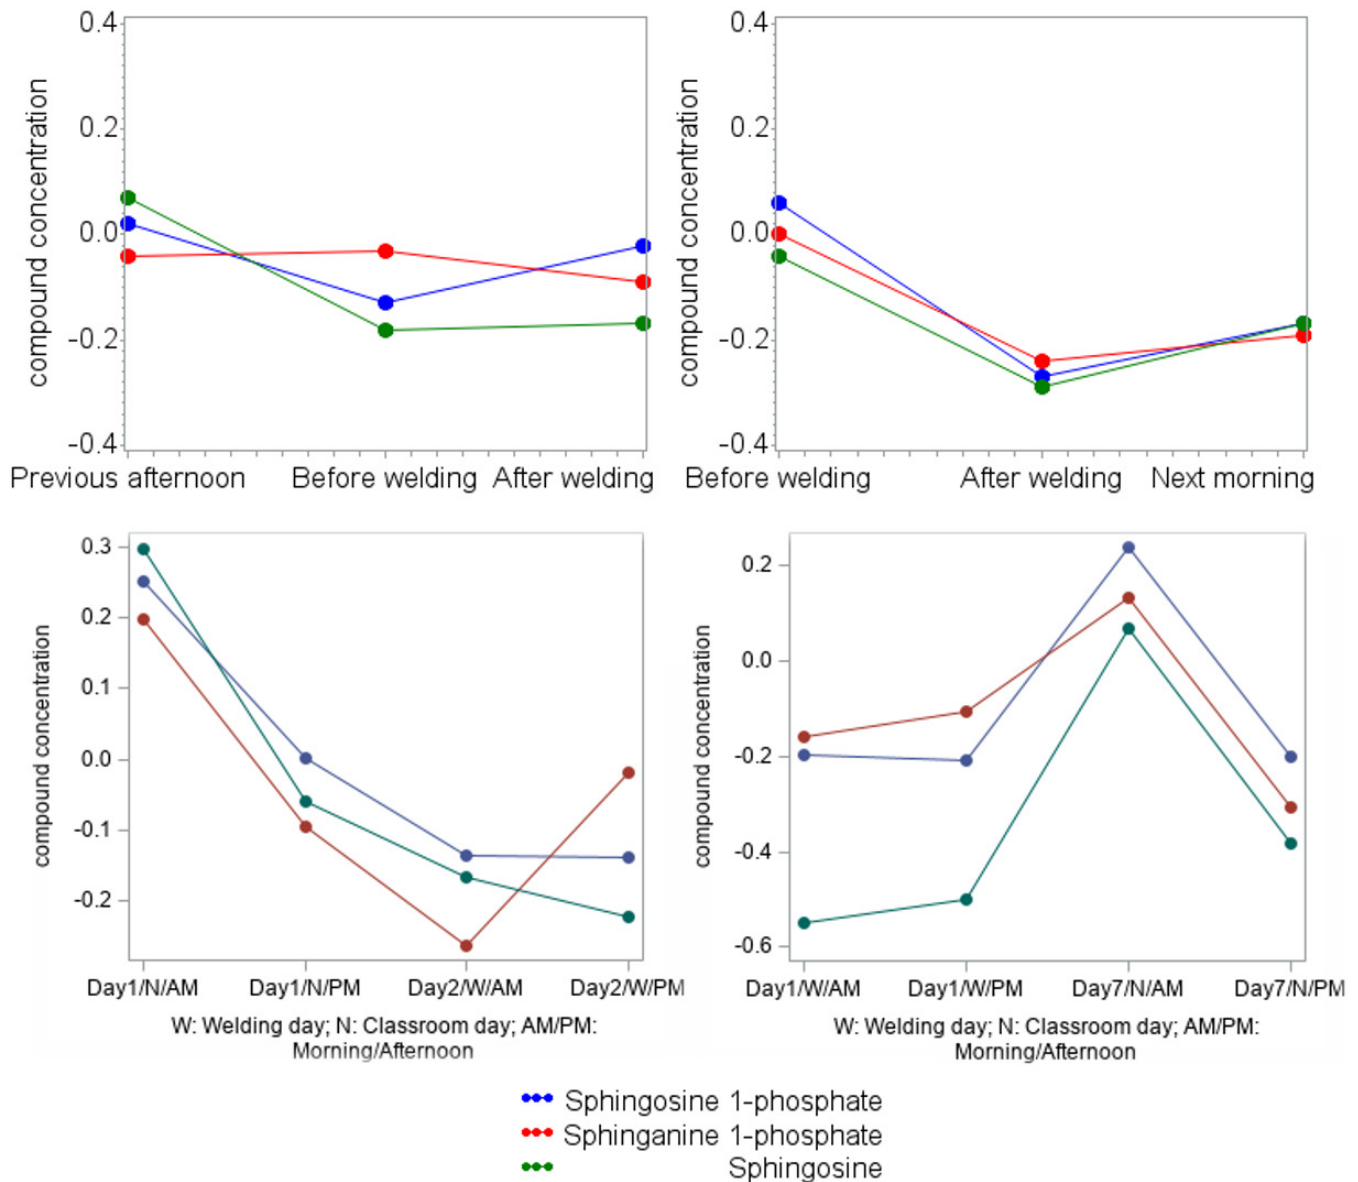 0.4
0.2
0.0
-0.2
-0.4
compound concentration
Previous afternoon Before welding After welding
0.4
0.2
0.0
-0.2
-0.4
compound concentration
Before welding After welding Next morning
0.3
0.2
0.1
0.0
-0.1
-0.2
compound concentration
Day1/N/AM Day1/N/PM Day2/W/AM Day2/W/PM
W: Welding day; N: Classroom day; AM/PM:
Morning/Afternoon
0.2
0.0
-0.2
-0.4
-0.6
compound concentration
Day1/W/AM Day1/W/PM Day7/N/AM Day7/N/PM
W: Welding day; N: Classroom day; AM/PM:
Morning/Afternoon
Sphingosine 1-phosphate
Sphinganine 1-phosphate
Sphingosine